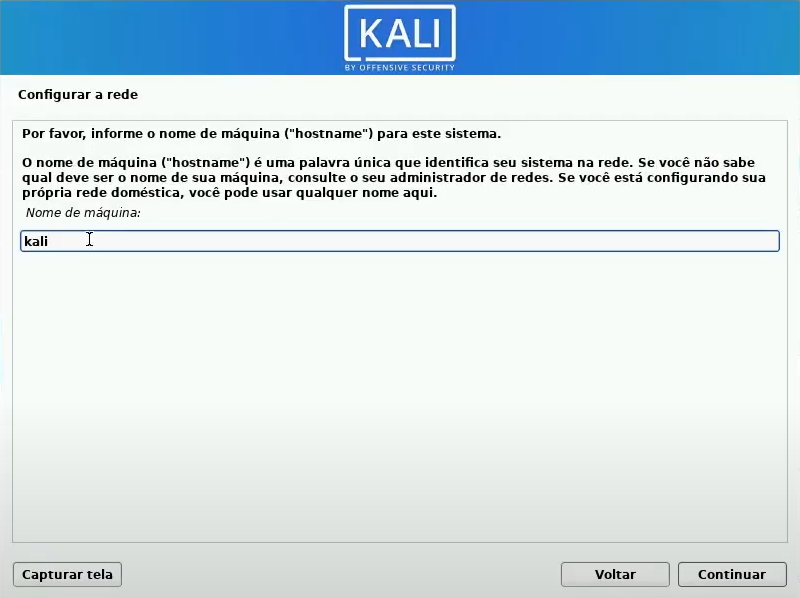 KALI
BY OFFENSIVE SECURITY
Configurar a rede
Por favor, informe o nome de máquina ("hostname") para este sistema.
O nome de máquina ("hostname") é uma palavra única que identifica seu sistema na rede. Se você não sabe
qual deve ser o nome de sua máquina, consulte o seu administrador de redes. Se você está configurando sua
própria rede doméstica, você pode usar qualquer nome aqui.
Nome de máquina:
kali
Capturar tela
Voltar
Continuar